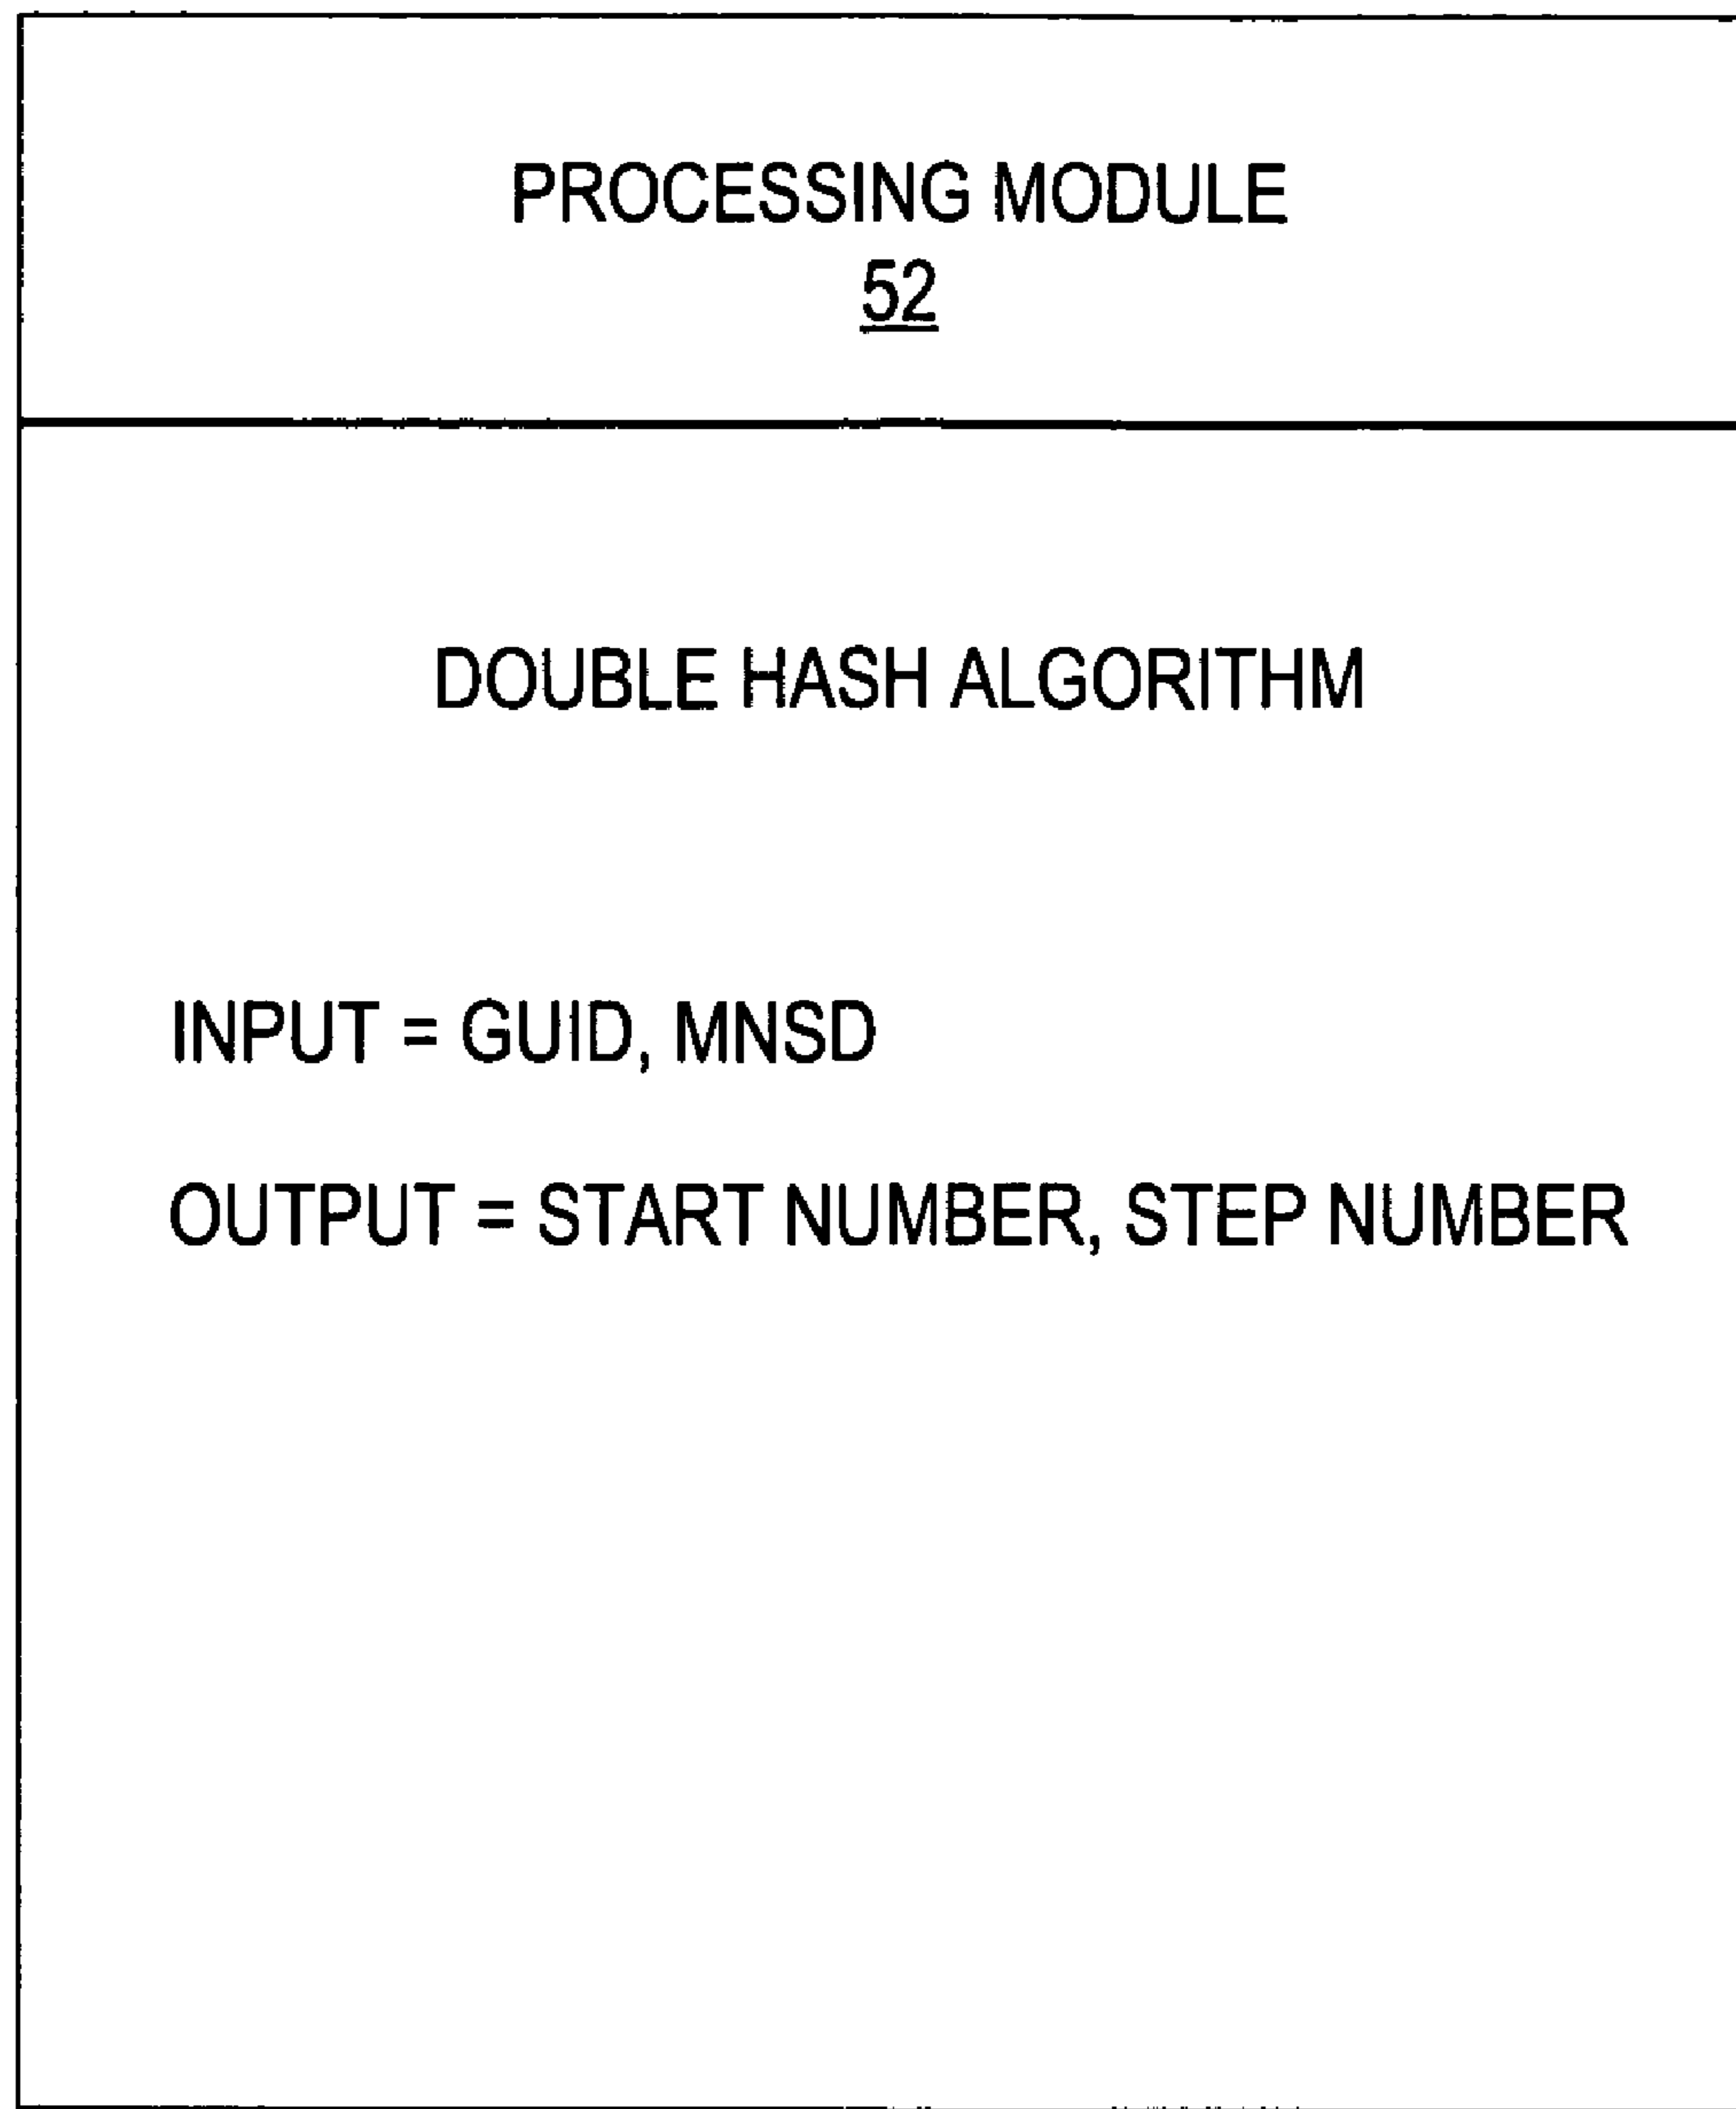 PROCESSING MODULE
52
DOUBLE HASH ALGORITHM
INPUT = GUID, MNSD
OUTPUT = START NUMBER, STEP NUMBER